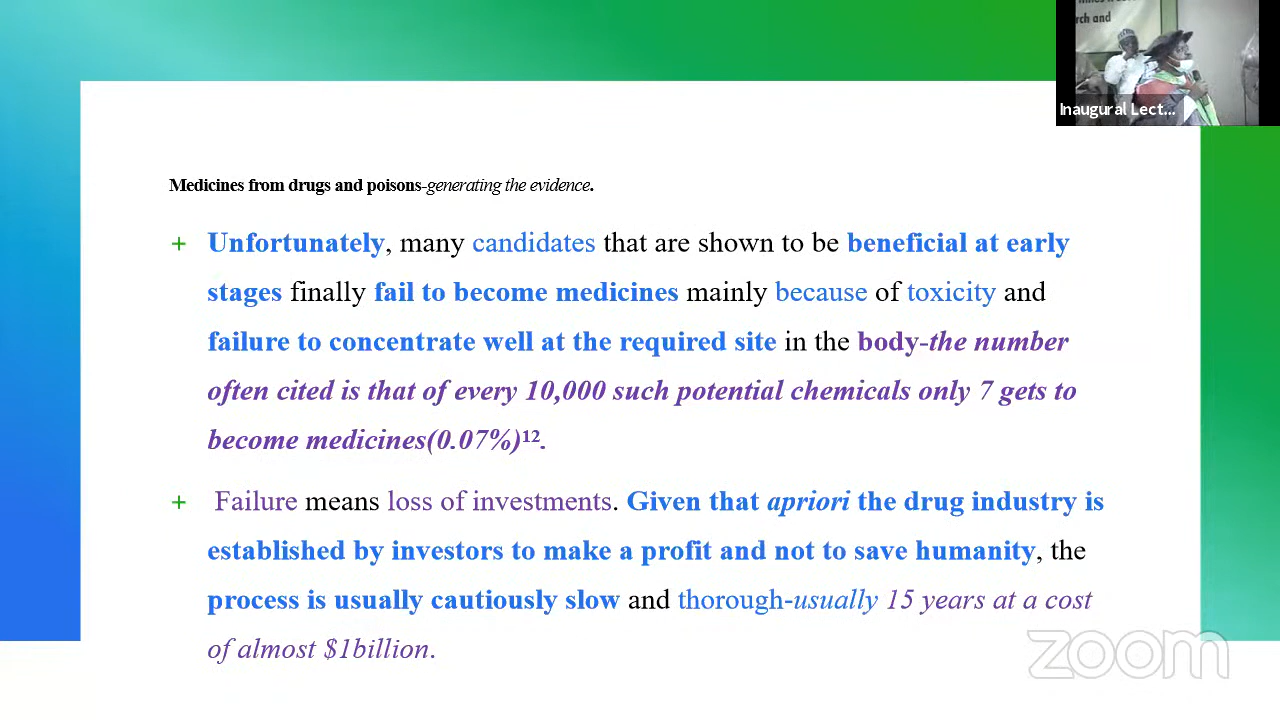 rch and
Inaugural Lect...
Medicines from drugs and poisons-generating the evidence.
+ Unfortunately, many candidates that are shown to be beneficial at early
stages finally fail to become medicines mainly because of toxicity and
failure to concentrate well at the required site in the body-the number
often cited is that of every 10,000 such potential chemicals only 7 gets to
become medicines(0.07%)¹².
+ Failure means loss of investments. Given that apriori the drug industry is
established by investors to make a profit and not to save humanity, the
process is usually cautiously slow and thorough-usually 15 years at a cost
of almost $1billion.
zoom